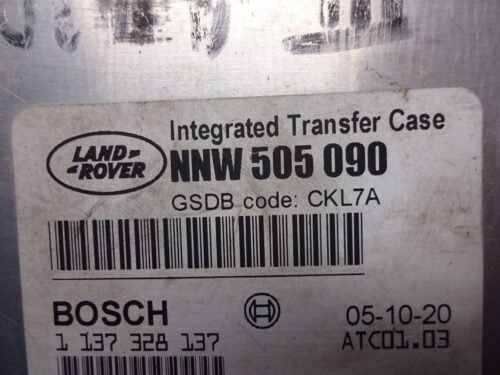 LAND
ROVER
Integrated Transfer Case
NNW 505 090
GSDB code: CKL7A
BOSCH
05-10-20
1 137 328 137
ATC01.03